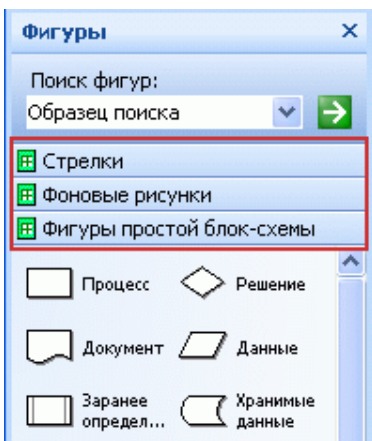 Фигуры
Поиск фигур:
Образец поиска
Стрелки
Фоновые рисунки
Фигуры простой блок-схемы
Процесс Решение
Документ Данные
Заранее Хранимые
определ... данные